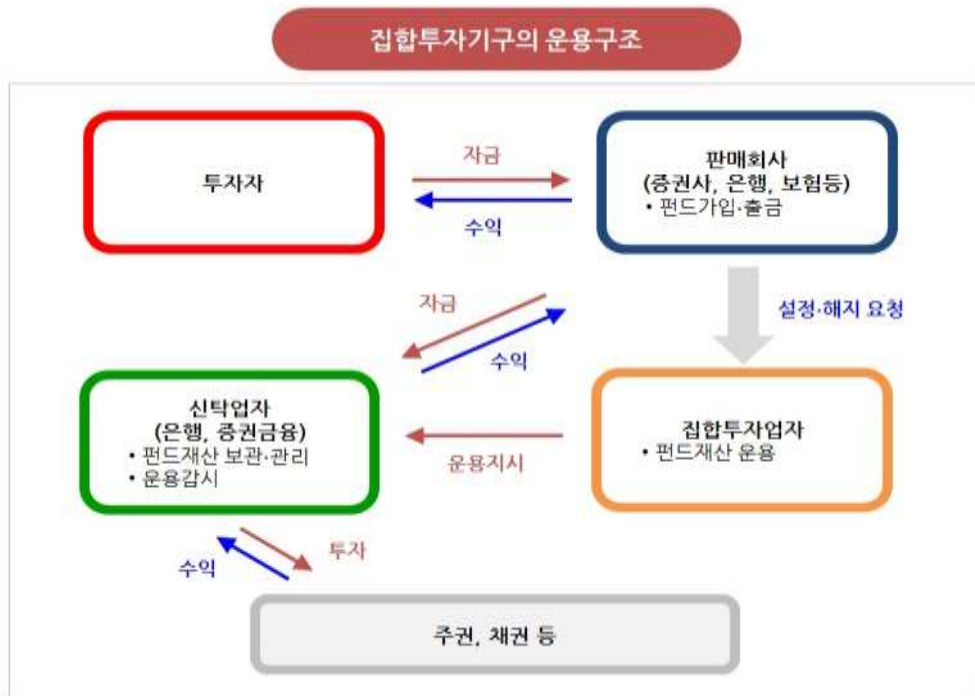 집합투자기구의 운용구조
투자자
자금
수익
판매회사
(증권사, 은행, 보험등)
• 펀드가입·출금
자금
수익
설정·해지 요청
신탁업자
(은행, 증권금융)
• 펀드재산 보관·관리
• 운용감시
운용지시
집합투자업자
• 펀드재산 운용
수익
투자
주권, 채권 등